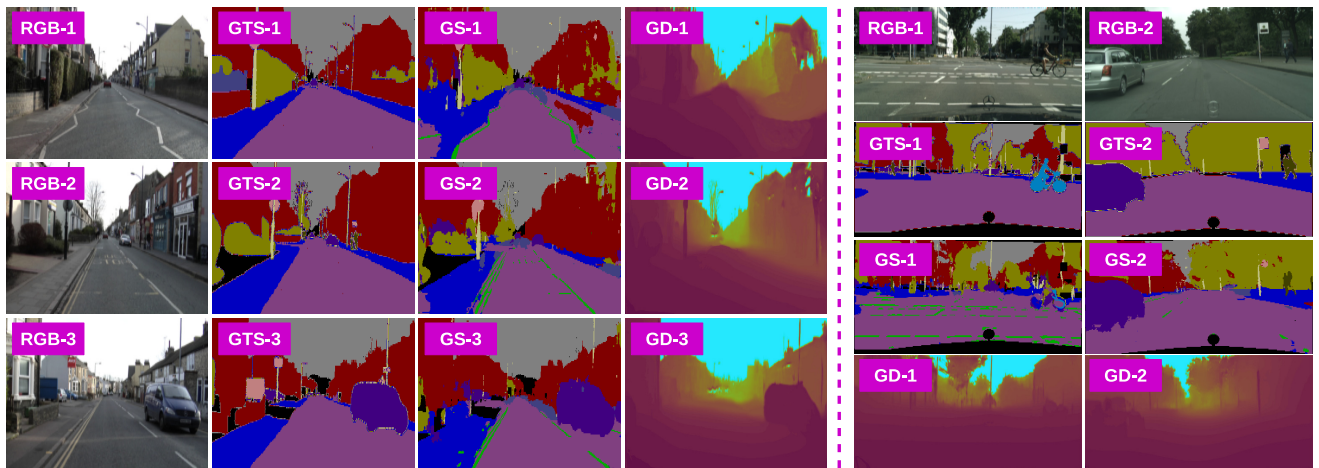 RGB-1 GTS-1 GS-1 GD-1
RGB-2 GTS-2 GS-2 GD-2
RGB-3 GTS-3 GS-3 GD-3
RGB-1 RGB-2
GTS-1 GTS-2
GS-1 GS-2
GD-1 GD-2